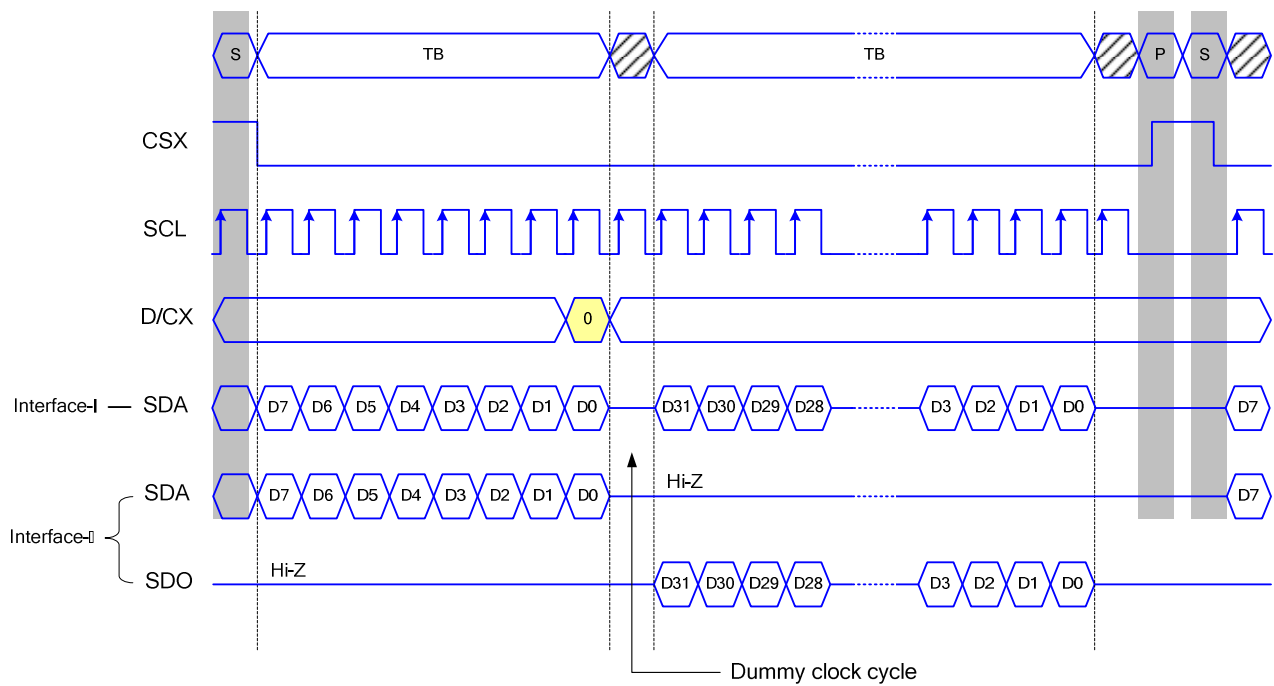 S TB TB P S
CSX
SCL
D/CX 0
Interface-I SDA D7 D6 D5 D4 D3 D2 D1 D0 D31 D30 D29 D28 D3 D2 D1 D0 D7
SDA D7 D6 D5 D4 D3 D2 D1 D0 Hi-Z D7
Interface-
SDO Hi-Z D31 D30 D29 D28 D3 D2 D1 D0
Dummy clock cycle